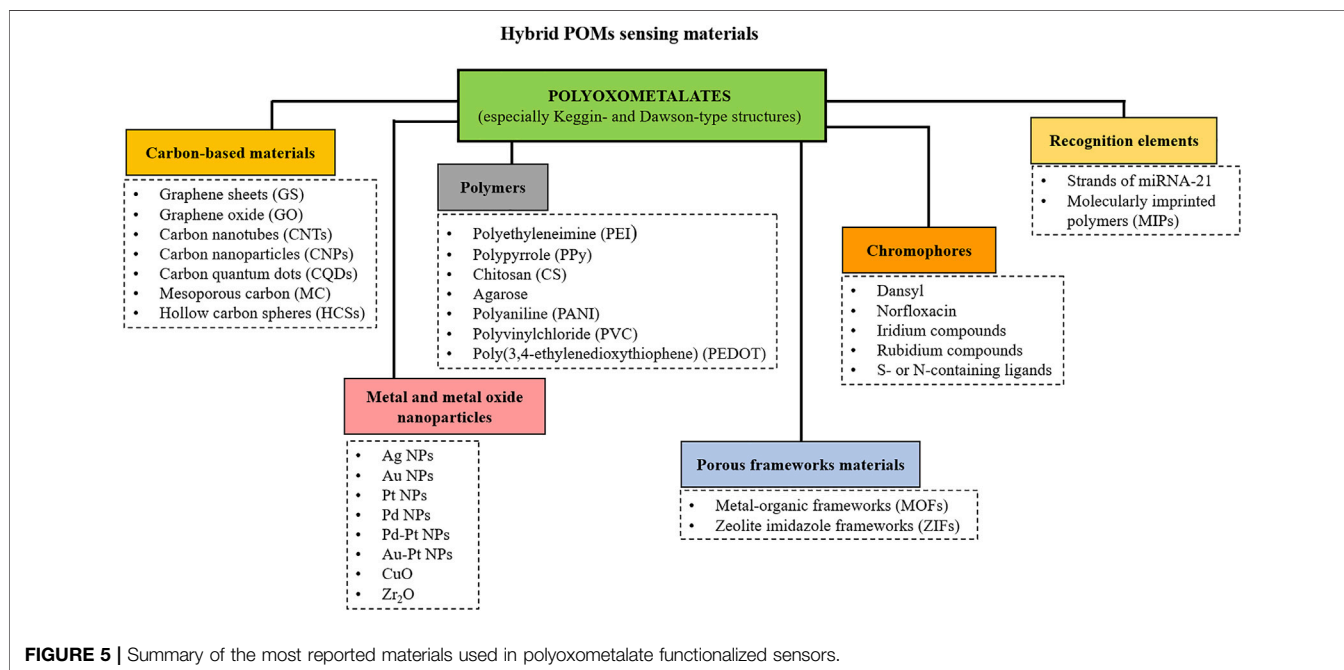 Hybrid POMs sensing materials
POLYOXOMETALATES
(especially Keggin- and Dawson-type structures)
Carbon-based materials
• Graphene sheets (GS)
• Graphene oxide (GO)
• Carbon nanotubes (CNTs)
• Carbon nanoparticles (CNPs)
• Carbon quantum dots (CQDs)
• Mesoporous carbon (MC)
• Hollow carbon spheres (HCSs)
Metal and metal oxide
nanoparticles
• Ag NPs
• Au NPs
• Pt NPs
• Pd NPs
• Pd-Pt NPs
• Au-Pt NPs
• CuO
• Zr₂O
Polymers
• Polyethyleneimine (PEI)
• Polypyrrole (PPy)
• Chitosan (CS)
• Agarose
• Polyaniline (PANI)
• Polyvinylchloride (PVC)
• Poly(3,4-ethylenedioxythiophene) (PEDOT)
Porous frameworks materials
• Metal-organic frameworks (MOFs)
• Zeolite imidazole frameworks (ZIFs)
Chromophores
• Dansyl
• Norfloxacin
• Iridium compounds
• Rubidium compounds
• S- or N-containing ligands
Recognition elements
• Strands of miRNA-21
• Molecularly imprinted
polymers (MIPs)
FIGURE 5 | Summary of the most reported materials used in polyoxometalate functionalized sensors.